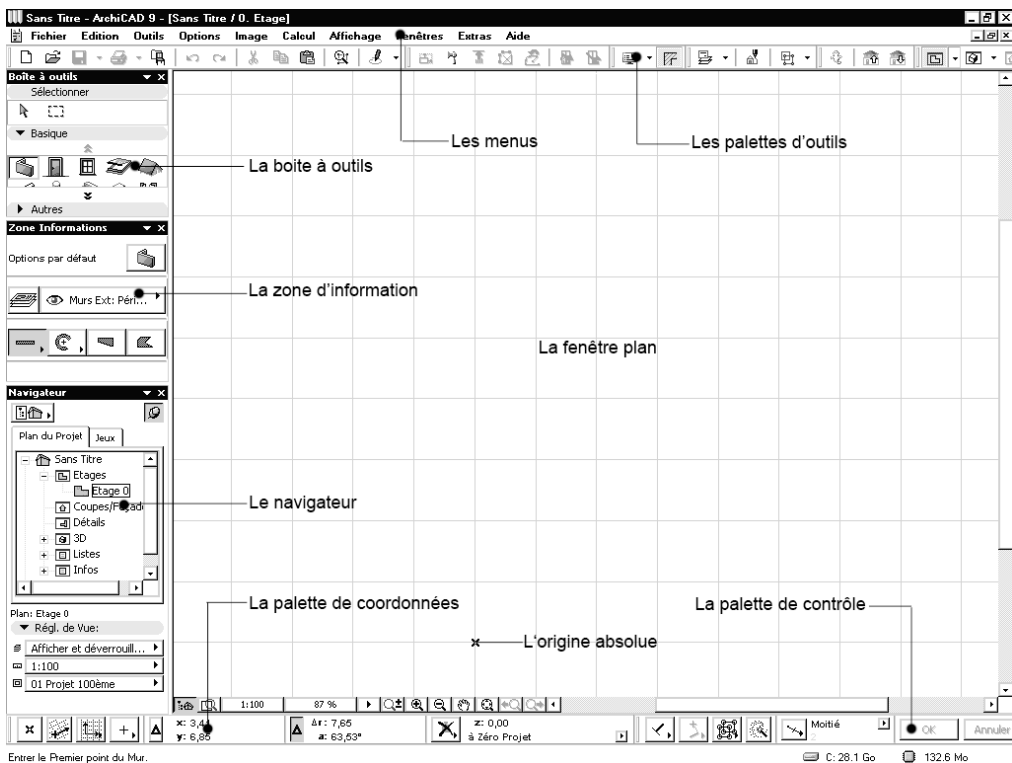 Sans Titre - ArchiCAD 9 - [Sans Titre / 0. Etage]
Fichier Edition Outils Options Image Calcul Affichage Fenêtres Extras Aide
Boîte à outils
Sélectionner
Basique
Les menus
Les palettes d'outils
La boite à outils
Autres
Zone Informations
Options par défaut
La zone d'information
Murs Ext: Péri...
La fenêtre plan
Navigateur
Plan du Projet Jeux
Sans Titre
Etages
Etage 0
Le navigateur
Coupes/Façad
Détails
3D
Listes
Infos
La palette de coordonnées
La palette de contrôle
Plan: Etage 0
Régl. de Vue:
L'origine absolue
Afficher et déverrouill...
1:100
01 Projet 100ème
1:100 87 %
x: 3,44 Δr: 7,65 z: 0,00 Moitié
y: 6,85 a: 63,53° à Zéro Projet 2 OK Annuler
Entrer le Premier point du Mur. C: 28.1 Go 132.6 Mo